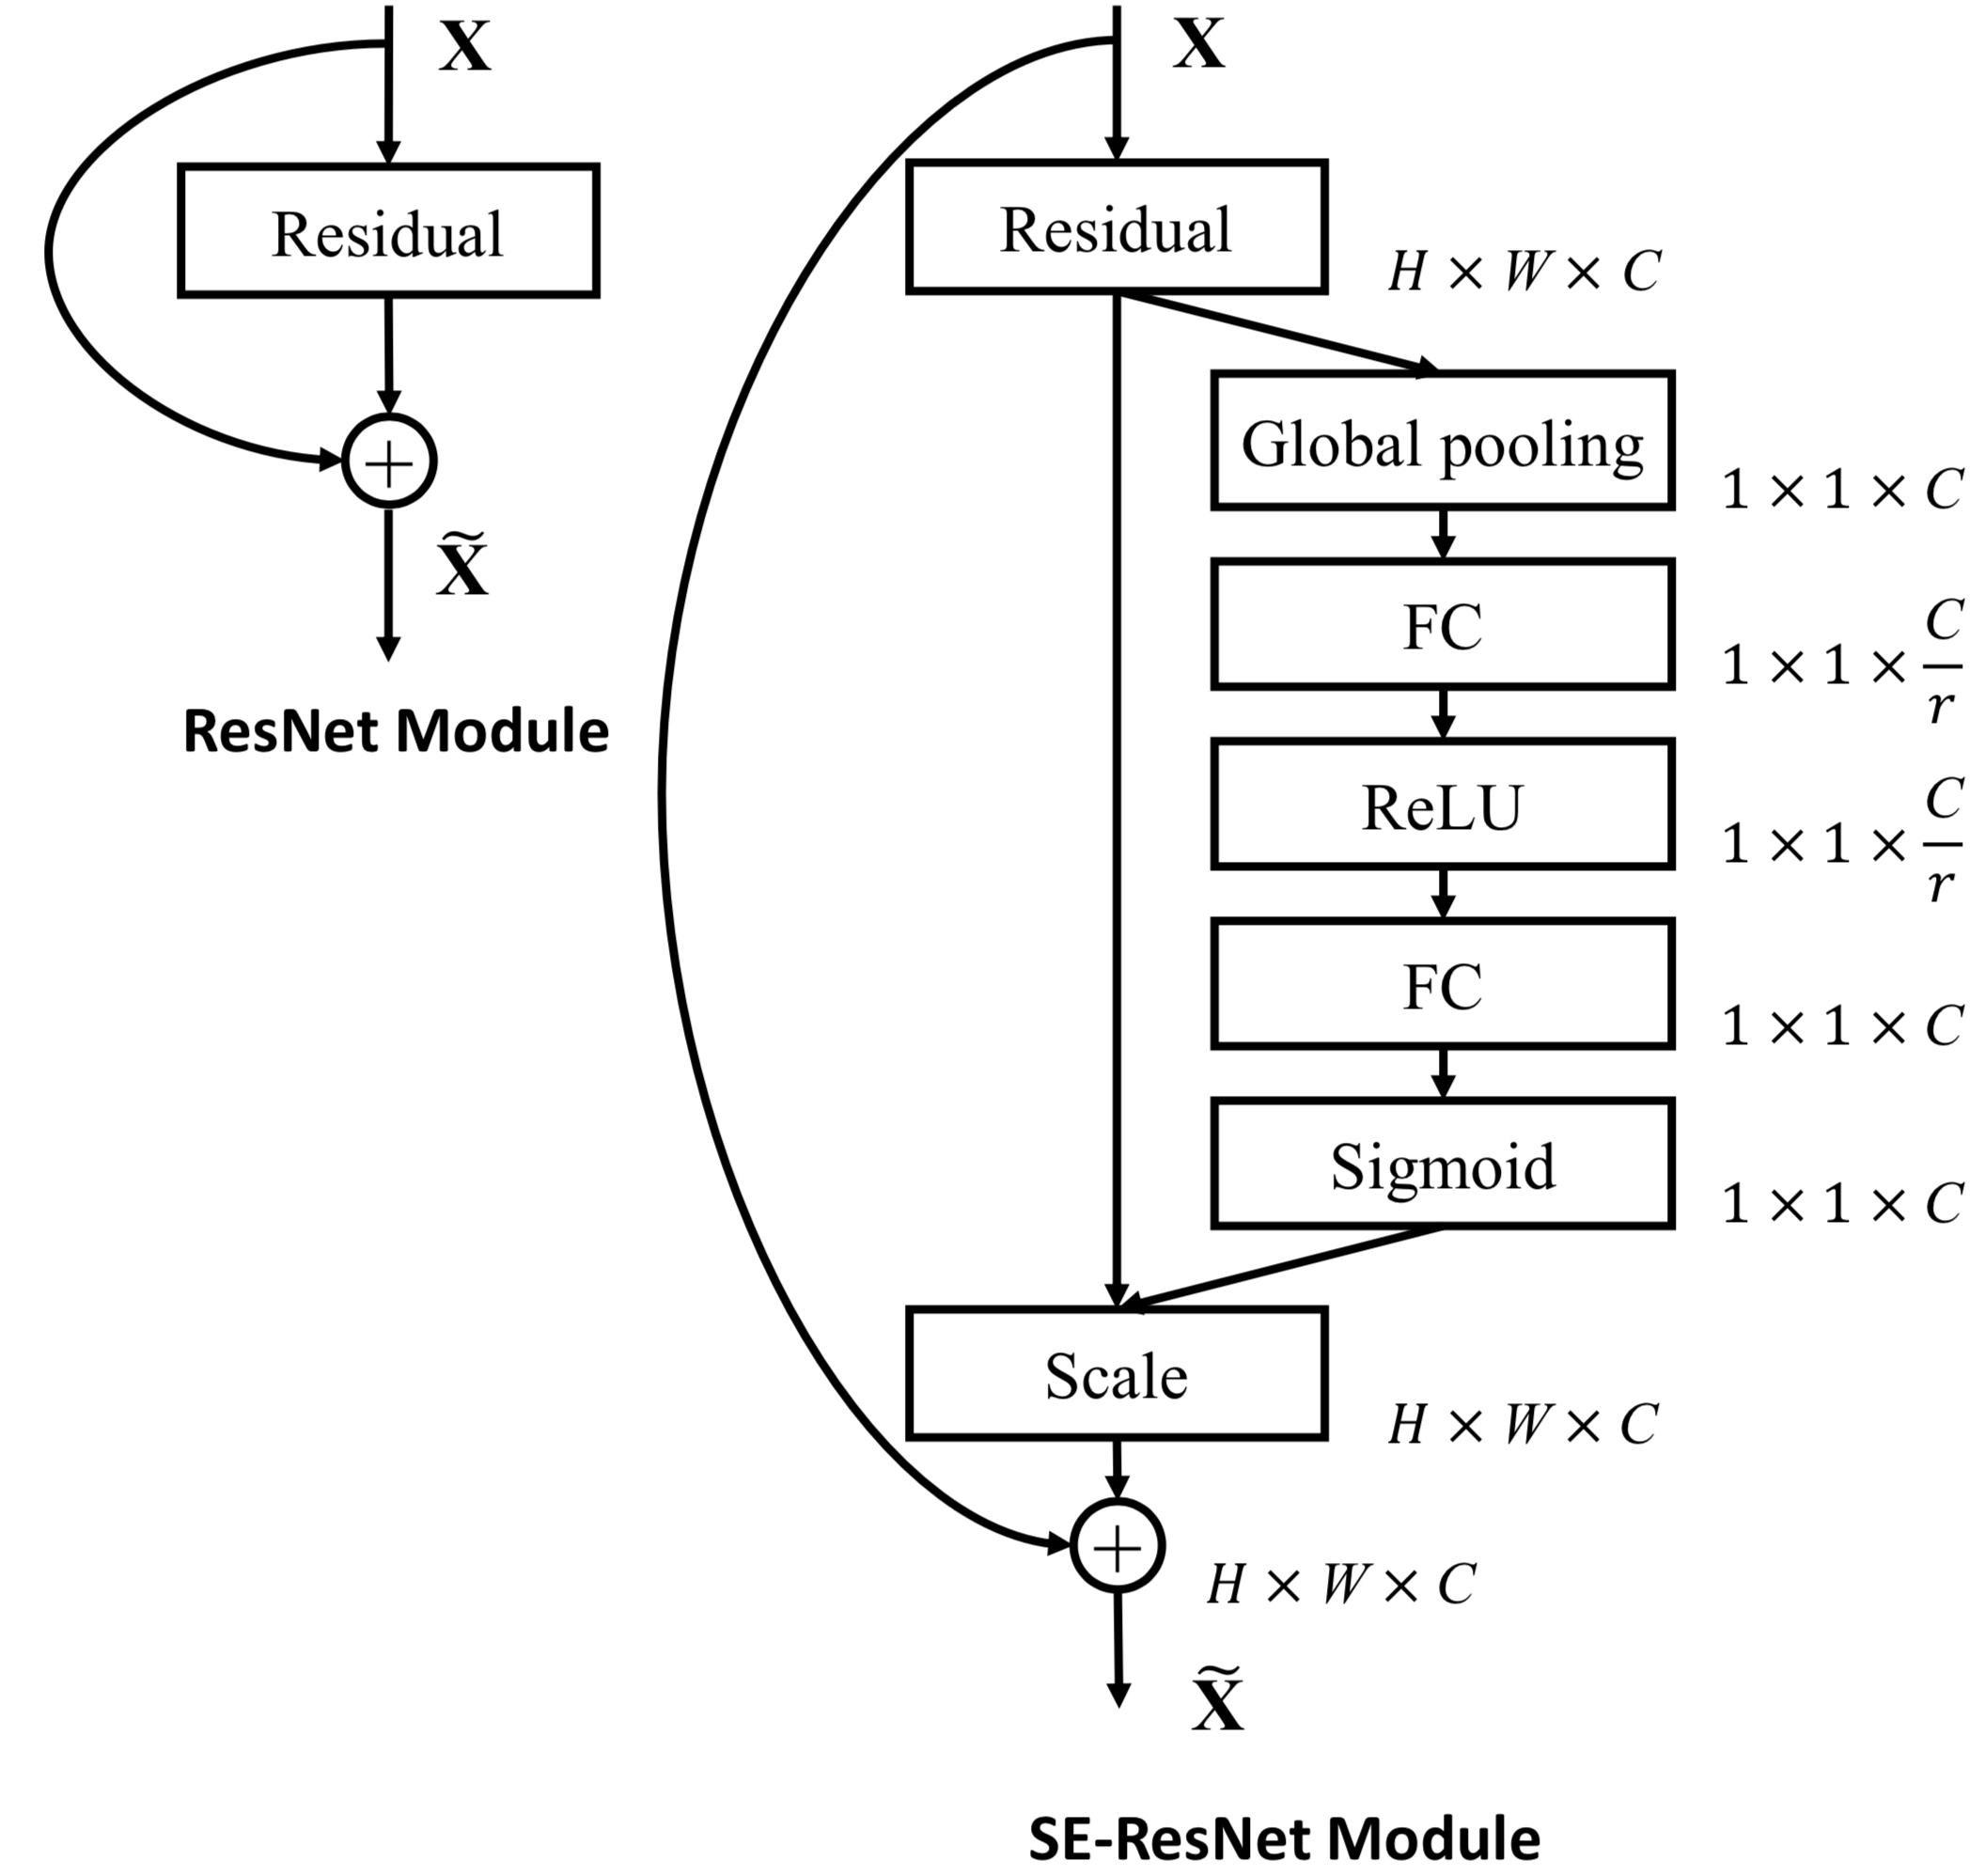 X
Residual
+
X̃
ResNet Module
X
Residual
H × W × C
Global pooling
1 × 1 × C
FC
1 × 1 × C/r
ReLU
1 × 1 × C/r
FC
1 × 1 × C
Sigmoid
1 × 1 × C
Scale
H × W × C
+
H × W × C
X̃
SE-ResNet Module